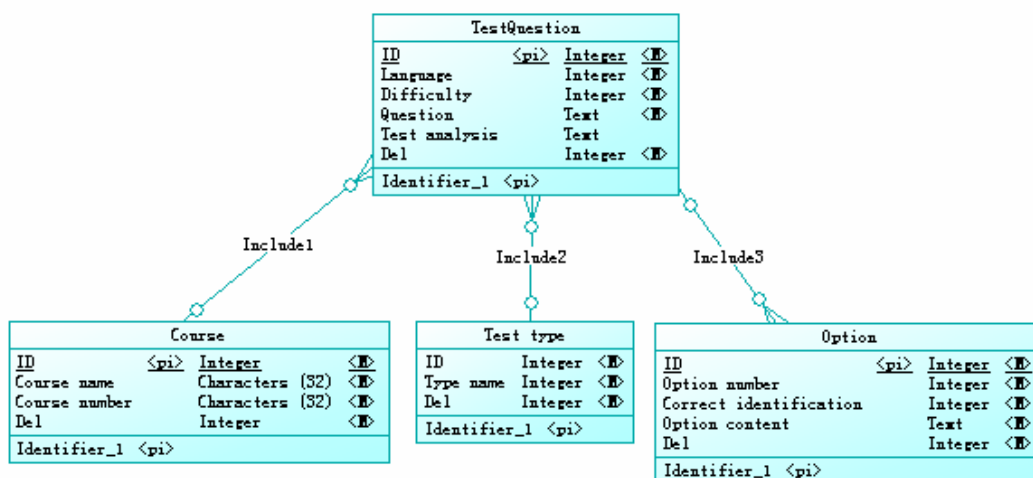 TestQuestion
ID <pi> Integer <M>
Language Integer <M>
Difficulty Integer <M>
Question Text <M>
Test analysis Text
Del Integer <M>
Identifier_1 <pi>
Include1
Include2
Include3
Course
ID <pi> Integer <M>
Course name Characters (32) <M>
Course number Characters (32) <M>
Del Integer <M>
Identifier_1 <pi>
Test type
ID Integer <M>
Type name Integer <M>
Del Integer <M>
Identifier_1 <pi>
Option
ID <pi> Integer <M>
Option number Integer <M>
Correct identification Integer <M>
Option content Text <M>
Del Integer <M>
Identifier_1 <pi>